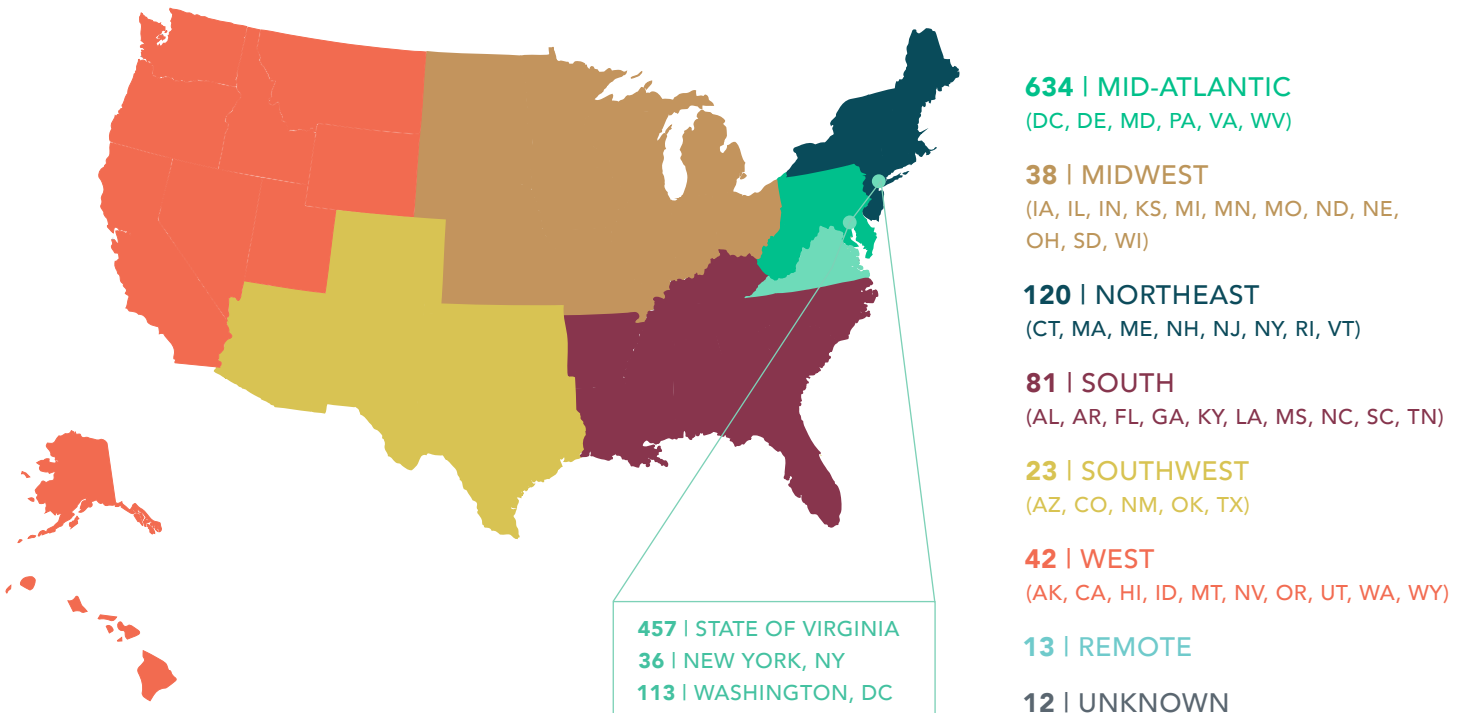 634 | MID-ATLANTIC
(DC, DE, MD, PA, VA, WV)
38 | MIDWEST
(IA, IL, IN, KS, MI, MN, MO, ND, NE,
OH, SD, WI)
120 | NORTHEAST
(CT, MA, ME, NH, NJ, NY, RI, VT)
81 | SOUTH
(AL, AR, FL, GA, KY, LA, MS, NC, SC, TN)
23 | SOUTHWEST
(AZ, CO, NM, OK, TX)
42 | WEST
(AK, CA, HI, ID, MT, NV, OR, UT, WA, WY)
13 | REMOTE
12 | UNKNOWN
457 | STATE OF VIRGINIA
36 | NEW YORK, NY
113 | WASHINGTON, DC